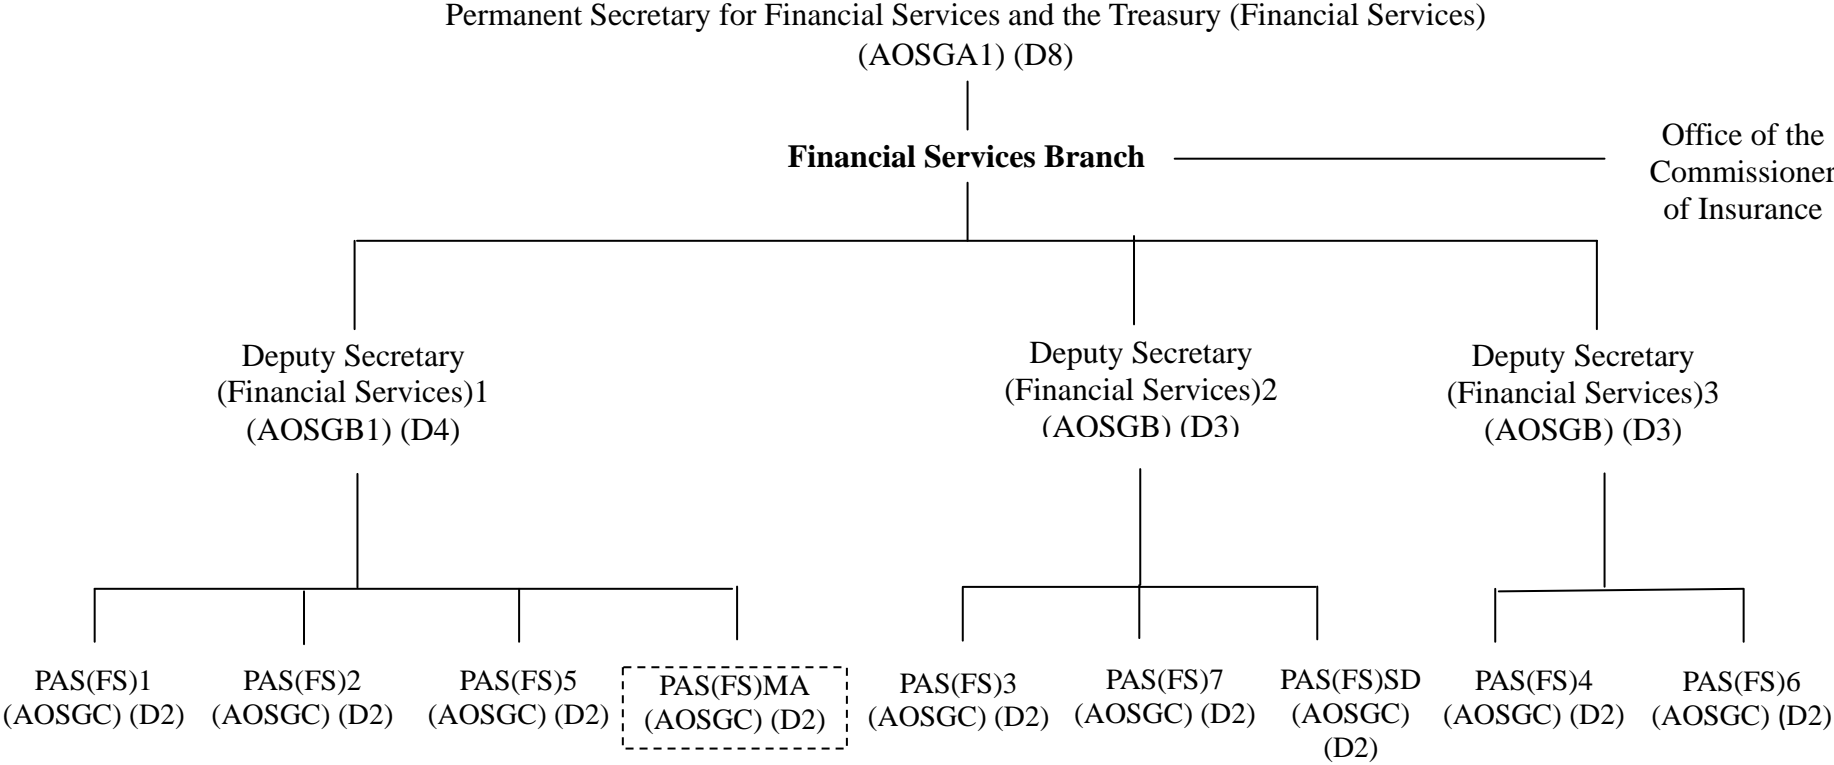 Permanent Secretary for Financial Services and the Treasury (Financial Services)
(AOSGA1) (D8)
Financial Services Branch
Office of the
Commissioner
of Insurance
Deputy Secretary
(Financial Services)1
(AOSGB1) (D4)
Deputy Secretary
(Financial Services)2
(AOSGB) (D3)
Deputy Secretary
(Financial Services)3
(AOSGB) (D3)
PAS(FS)1
(AOSGC) (D2)
PAS(FS)2
(AOSGC) (D2)
PAS(FS)5
(AOSGC) (D2)
PAS(FS)MA
(AOSGC) (D2)
PAS(FS)3
(AOSGC) (D2)
PAS(FS)7
(AOSGC) (D2)
PAS(FS)SD
(AOSGC)
(D2)
PAS(FS)4
(AOSGC) (D2)
PAS(FS)6
(AOSGC) (D2)